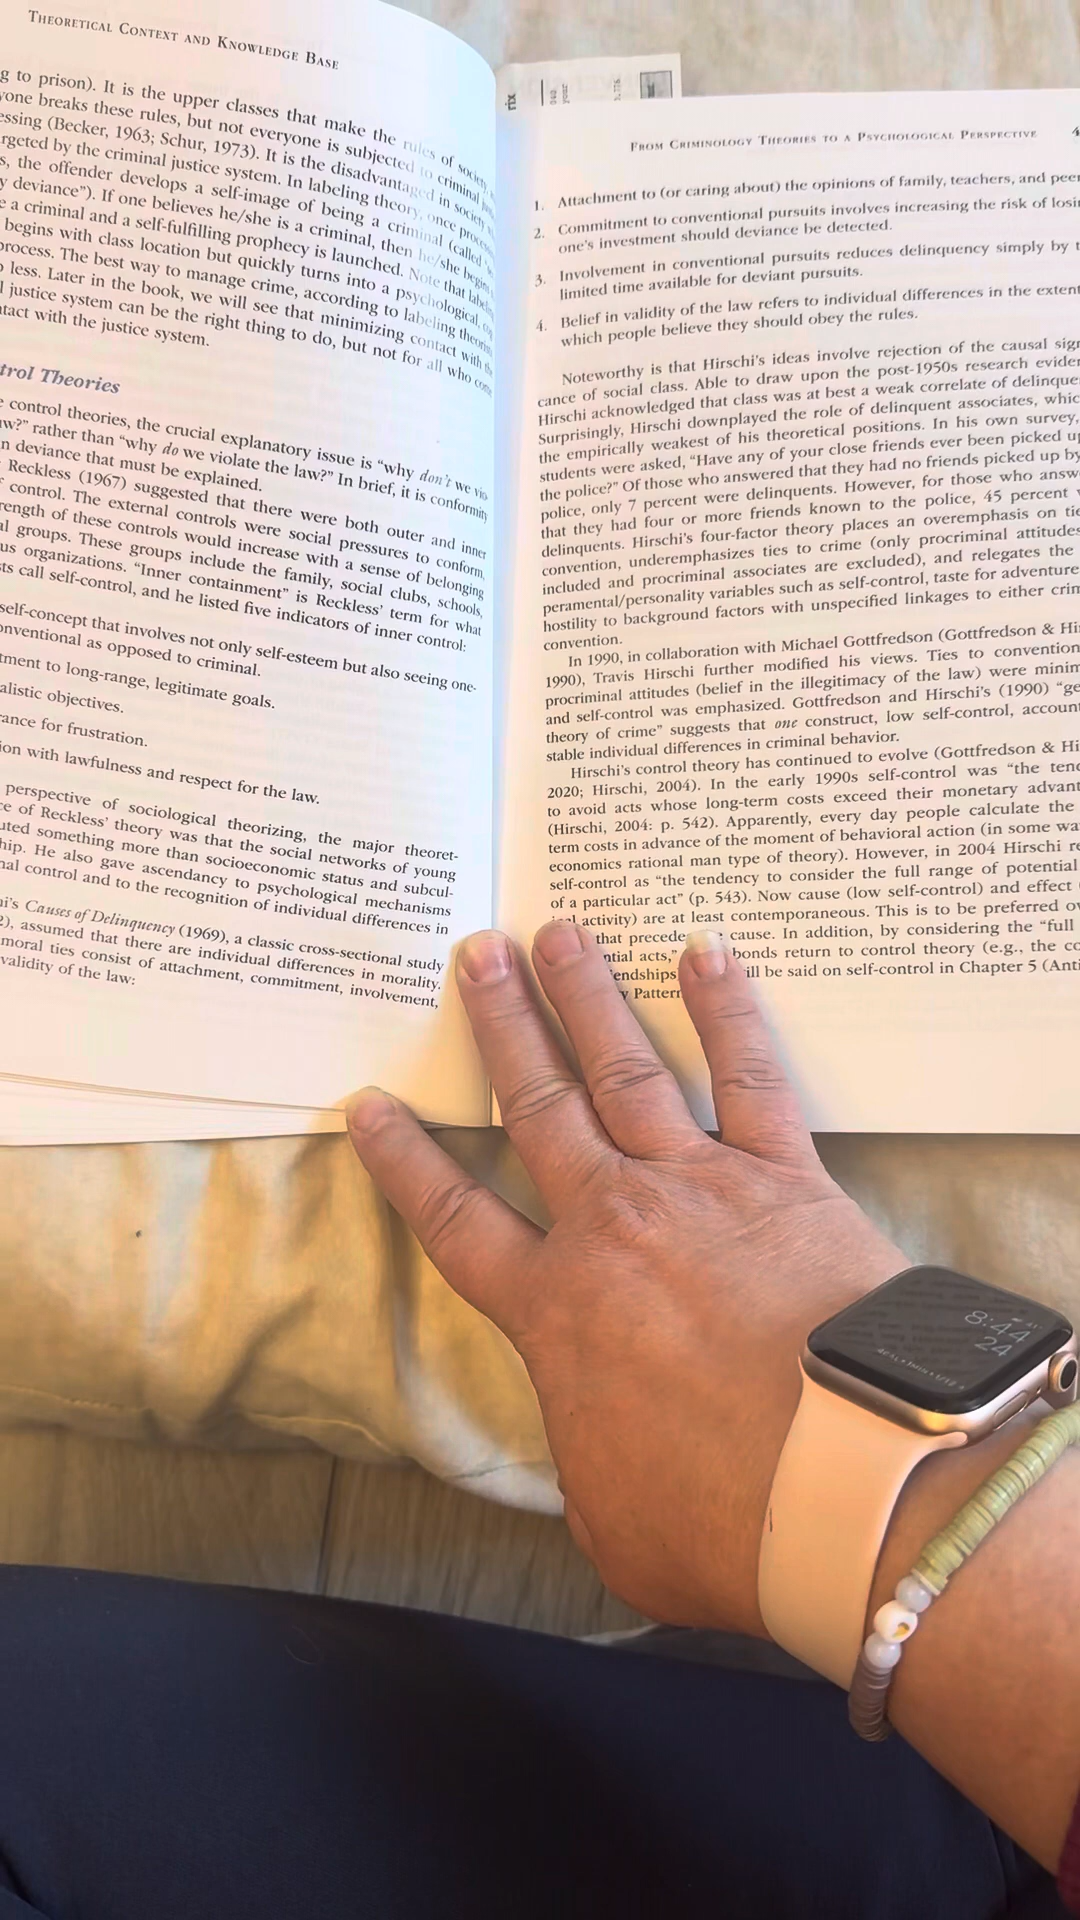 THEORETICAL CONTEXT AND KNOWLEDGE BASE
g to prison). It is the upper classes that make the rules of society.
yone breaks these rules, but not everyone is subjected to criminal
essing (Becker, 1963; Schur, 1973). It is the disadvantaged in society
rgeted by the criminal justice system. In labeling theory, once
s, the offender develops a self-image of being a criminal (called
y deviance"). If one believes he/she is a criminal, then he/she begins
e a criminal and a self-fulfilling prophecy is launched. Note that
begins with class location but quickly turns into a psychological,
process. The best way to manage crime, according to labeling
o less. Later in the book, we will see that minimizing contact with the
l justice system can be the right thing to do, but not for all who come
ntact with the justice system.
trol Theories
e control theories, the crucial explanatory issue is "why don't we
aw?" rather than "why do we violate the law?" In brief, it is conformity
n deviance that must be explained.
Reckless (1967) suggested that there were both outer and inner
f control. The external controls were social pressures to conform,
rength of these controls would increase with a sense of belonging
al groups. These groups include the family, social clubs, schools,
us organizations. "Inner containment" is Reckless' term for what
sts call self-control, and he listed five indicators of inner control:
self-concept that involves not only self-esteem but also seeing one-
onventional as opposed to criminal.
tment to long-range, legitimate goals.
alistic objectives.
rance for frustration.
ion with lawfulness and respect for the law.
perspective of sociological theorizing, the major theoret-
ce of Reckless' theory was that the social networks of young
uted something more than socioeconomic status and subcul-
hip. He also gave ascendancy to psychological mechanisms
nal control and to the recognition of individual differences in
hi's Causes of Delinquency (1969), a classic cross-sectional study
2), assumed that there are individual differences in morality.
moral ties consist of attachment, commitment, involvement,
validity of the law:
rix
your
FROM CRIMINOLOGY THEORIES TO A PSYCHOLOGICAL PERSPECTIVE 4
1. Attachment to (or caring about) the opinions of family, teachers, and peer
2. Commitment to conventional pursuits involves increasing the risk of losi
one's investment should deviance be detected.
3. Involvement in conventional pursuits reduces delinquency simply by t
limited time available for deviant pursuits.
4. Belief in validity of the law refers to individual differences in the extent
which people believe they should obey the rules.
Noteworthy is that Hirschi's ideas involve rejection of the causal sig
cance of social class. Able to draw upon the post-1950s research eviden
Hirschi acknowledged that class was at best a weak correlate of delinque
Surprisingly, Hirschi downplayed the role of delinquent associates, whic
the empirically weakest of his theoretical positions. In his own survey,
students were asked, "Have any of your close friends ever been picked up
the police?" Of those who answered that they had no friends picked up by
police, only 7 percent were delinquents. However, for those who answ
that they had four or more friends known to the police, 45 percent
delinquents. Hirschi's four-factor theory places an overemphasis on tie
convention, underemphasizes ties to crime (only procriminal attitudes
included and procriminal associates are excluded), and relegates the
peramental/personality variables such as self-control, taste for adventure
hostility to background factors with unspecified linkages to either crim
convention.
In 1990, in collaboration with Michael Gottfredson (Gottfredson & Hi
1990), Travis Hirschi further modified his views. Ties to convention
procriminal attitudes (belief in the illegitimacy of the law) were minim
and self-control was emphasized. Gottfredson and Hirschi's (1990) "ge
theory of crime" suggests that one construct, low self-control, account
stable individual differences in criminal behavior.
Hirschi's control theory has continued to evolve (Gottfredson & Hi
2020; Hirschi, 2004). In the early 1990s self-control was "the tend
to avoid acts whose long-term costs exceed their monetary advant
(Hirschi, 2004: p. 542). Apparently, every day people calculate the
term costs in advance of the moment of behavioral action (in some wa
economics rational man type of theory). However, in 2004 Hirschi re
self-control as "the tendency to consider the full range of potential
of a particular act" (p. 543). Now cause (low self-control) and effect
activity) are at least contemporaneous. This is to be preferred ov
that precedes cause. In addition, by considering the "full
ntial acts," bonds return to control theory (e.g., the co
endships ill be said on self-control in Chapter 5 (Anti
y Pattern
8:44
24